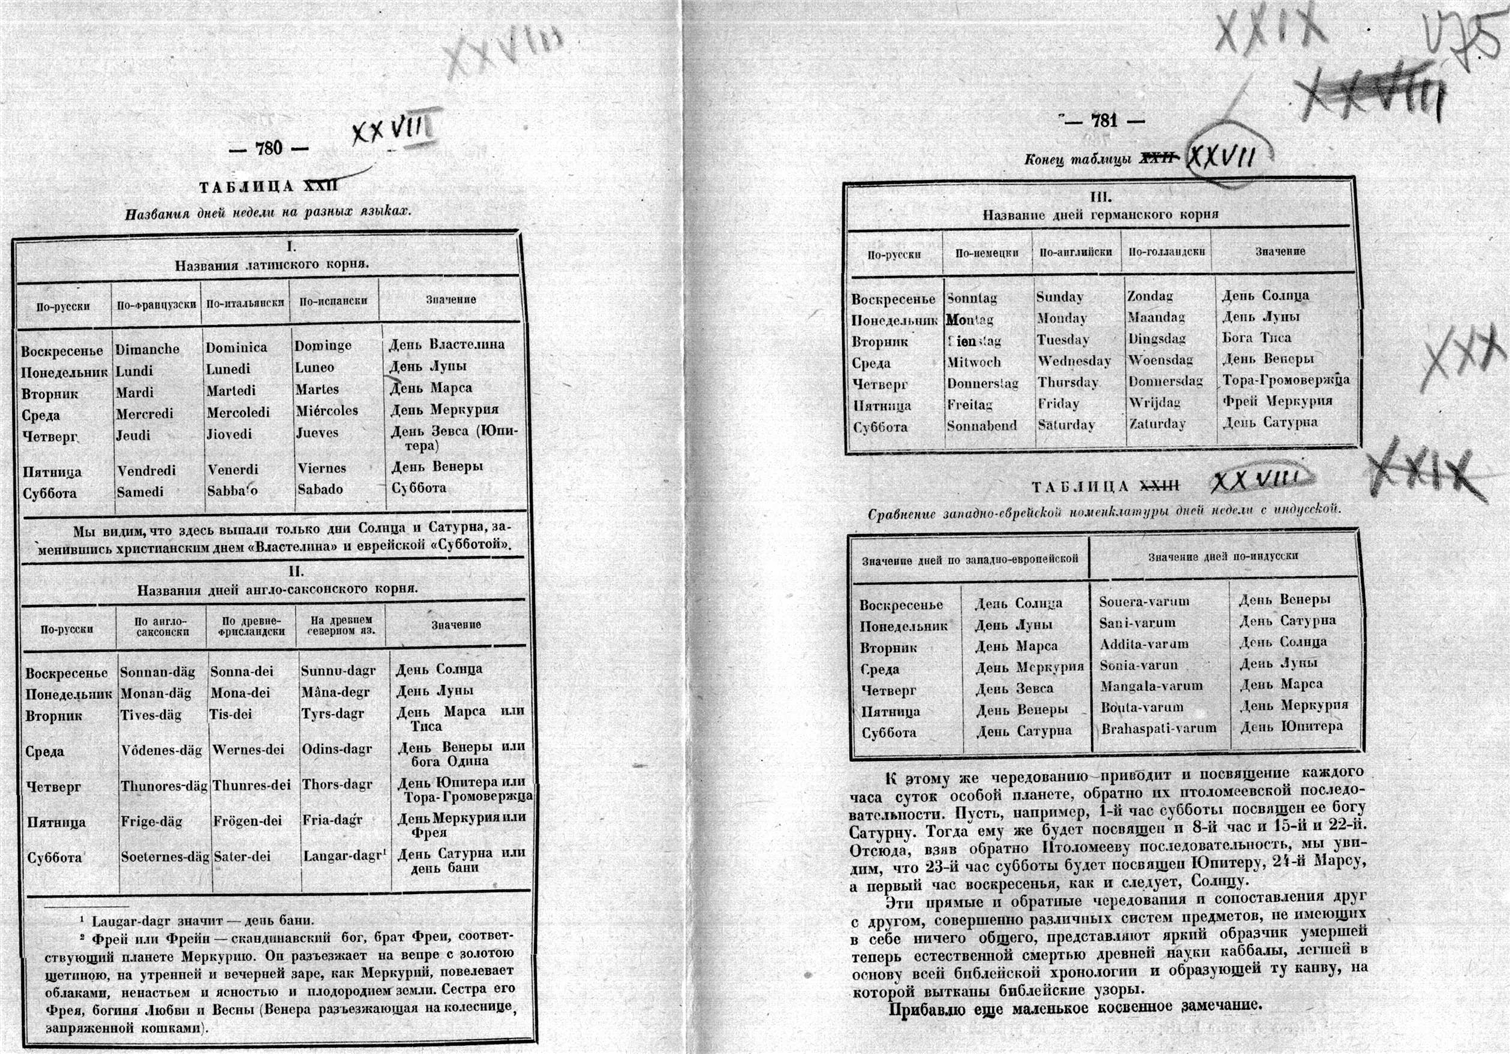 XXVIII
XXVIII
— 780 —
ТАБЛИЦА XXII
Названия дней недели на разных языках.
I.
Названия латинского корня.
По-русски По-французски По-итальянски По-испански Значение
Воскресенье Dimanche Dominica Dominge День Властелина
Понедельник Lundi Lunedi Luneo День Луны
Вторник Mardi Martedi Martes День Марса
Среда Mercredi Mercoledi Miércoles День Меркурия
Четверг Jeudi Jiovedi Jueves День Зевса (Юпи-
тера)
Пятница Vendredi Venerdi Viernes День Венеры
Суббота Samedi Sabbato Sabado Суббота
Мы видим, что здесь выпали только дни Солнца и Сатурна, за-
менившись христианским днем «Властелина» и еврейской «Субботой».
II.
Названия дней англо-саксонского корня.
По-русски По англо-саксонски По древне-фрисландски На древнем северном яз. Значение
Воскресенье Sonnan-däg Sonna-dei Sunnu-dagr День Солнца
Понедельник Monan-däg Mona-dei Mâna-degr День Луны
Вторник Tives-däg Tis-dei Tyrs-dagr День Марса или
Тиса
Среда Vôdenes-däg Wernes-dei Odins-dagr День Венеры или
бога Одина
Четверг Thunores-däg Thunres-dei Thors-dagr День Юпитера или
Тора-Громовержца
Пятница Frige-däg Frögen-dei Fria-dagr День Меркурия или
Фрея
Суббота Soeternes-däg Sater-dei Laugar-dagr¹ День Сатурна или
день бани
¹ Laugar-dagr значит — день бани.
² Фрей или Фрейн — скандинавский бог, брат Фреи, соответ-
ствующий планете Меркурию. Он разъезжает на вепре с золотою
щетиною, на утренней и вечерней заре, как Меркурий, повелевает
облаками, ненастьем и ясностью и плодородием земли. Сестра его
Фрея, богиня Любви и Весны (Венера разъезжающая на колеснице,
запряженной кошками).
XXIX V75
XXVIII
— 781 —
Конец таблицы XXII XXVII
III.
Название дней германского корня
По-русски По-немецки По-английски По-голландски Значение
Воскресенье Sonntag Sunday Zondag День Солнца
Понедельник Montag Monday Maandag День Луны
Вторник Dienstag Tuesday Dingsdag Бога Тиса
Среда Mitwoch Wednesday Woensdag День Венеры
Четверг Donnerstag Thursday Donnersdag Тора-Громовержца
Пятница Freitag Friday Wrijdag Фрей Меркурия
Суббота Sonnabend Saturday Zaturday День Сатурна
XXX
XXIX
ТАБЛИЦА XXIII XXVIII
Сравнение западно-еврейской номенклатуры дней недели с индусской.
Значение дней по западно-европейской Значение дней по-индусски
Воскресенье День Солнца Souera-varum День Венеры
Понедельник День Луны Sani-varum День Сатурна
Вторник День Марса Addita-varum День Солнца
Среда День Меркурия Sonia-varun День Луны
Четверг День Зевса Mangala-varum День Марса
Пятница День Венеры Bouta-varum День Меркурия
Суббота День Сатурна Brahaspati-varum День Юпитера
К этому же чередованию приводит и посвящение каждого
часа суток особой планете, обратно их птоломеевской последо-
вательности. Пусть, например, 1-й час субботы посвящен ее богу
Сатурну. Тогда ему же будет посвящен и 8-й час и 15-й и 22-й.
Отсюда, взяв обратно Птоломееву последовательность, мы уви-
дим, что 23-й час субботы будет посвящен Юпитеру, 24-й Марсу,
а первый час воскресенья, как и следует, Солнцу.
Эти прямые и обратные чередования и сопоставления друг
с другом, совершенно различных систем предметов, не имеющих
в себе ничего общего, представляют яркий образчик умершей
теперь естественной смертью древней науки каббалы, легшей в
основу всей библейской хронологии и образующей ту канву, на
которой вытканы библейские узоры.
Прибавлю еще маленькое косвенное замечание.